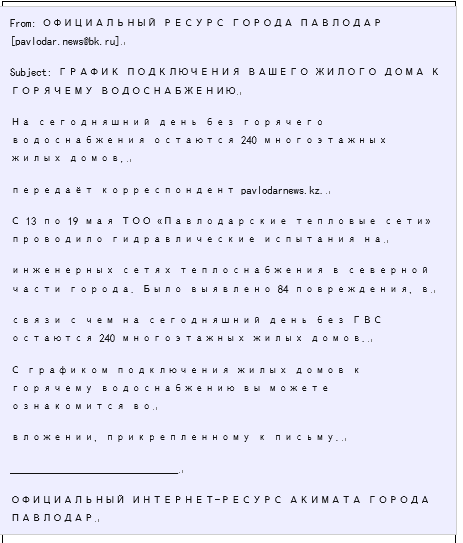 From: ОФИЦИАЛЬНЫЙ РЕСУРС ГОРОДА ПАВЛОДАР
[pavlodar.news@bk.ru]
Subject: ГРАФИК ПОДКЛЮЧЕНИЯ ВАШЕГО ЖИЛОГО ДОМА К
ГОРЯЧЕМУ ВОДОСНАБЖЕНИЮ
На сегодняшний день без горячего
водоснабжения остаются 240 многоэтажных
жилых домов,
передаёт корреспондент pavlodarnews.kz.
С 13 по 19 мая ТОО «Павлодарские тепловые сети»
проводило гидравлические испытания на
инженерных сетях теплоснабжения в северной
части города. Было выявлено 84 повреждения, в
связи с чем на сегодняшний день без ГВС
остаются 240 многоэтажных жилых домов.
С графиком подключения жилых домов к
горячему водоснабжению вы можете
ознакомится во
вложении, прикрепленному к письму.
ОФИЦИАЛЬНЫЙ ИНТЕРНЕТ-РЕСУРС АКИМАТА ГОРОДА
ПАВЛОДАР